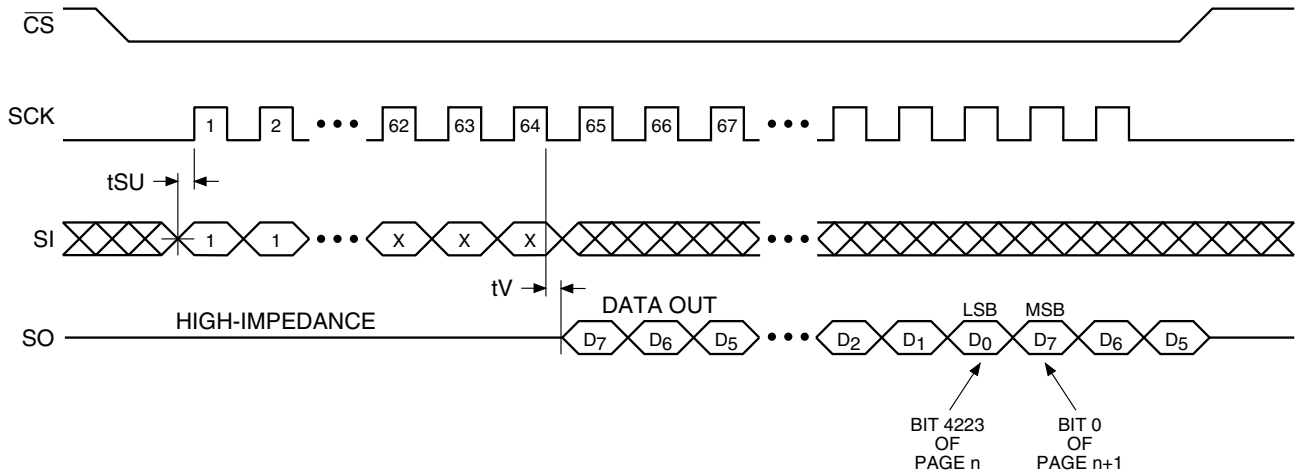 CS
SCK
1 2 ••• 62 63 64 65 66 67 •••
tSU
SI
1 1 ••• X X X •••
tV
DATA OUT
HIGH-IMPEDANCE
LSB MSB
SO
D7 D6 D5 ••• D2 D1 D0 D7 D6 D5
BIT 4223
OF
PAGE n
BIT 0
OF
PAGE n+1